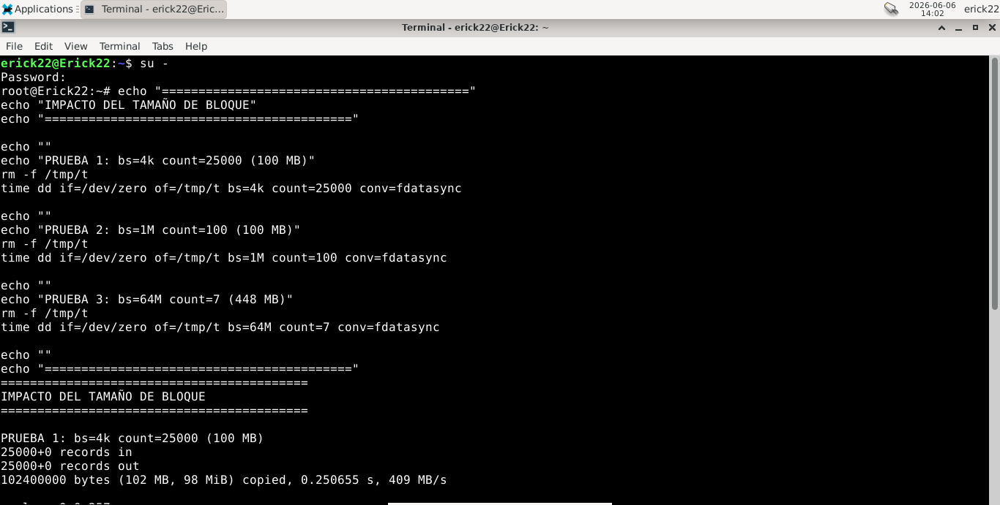 Applications
Terminal - erick22@Eric...
2026-06-06
14:02
erick22
Terminal - erick22@Erick22: ~
File Edit View Terminal Tabs Help
erick22@Erick22:~$ su -
Password:
root@Erick22:~# echo "=========================================="
echo "IMPACTO DEL TAMAÑO DE BLOQUE"
echo "=========================================="
echo ""
echo "PRUEBA 1: bs=4k count=25000 (100 MB)"
rm -f /tmp/t
time dd if=/dev/zero of=/tmp/t bs=4k count=25000 conv=fdatasync
echo ""
echo "PRUEBA 2: bs=1M count=100 (100 MB)"
rm -f /tmp/t
time dd if=/dev/zero of=/tmp/t bs=1M count=100 conv=fdatasync
echo ""
echo "PRUEBA 3: bs=64M count=7 (448 MB)"
rm -f /tmp/t
time dd if=/dev/zero of=/tmp/t bs=64M count=7 conv=fdatasync
echo ""
echo "=========================================="
==========================================
IMPACTO DEL TAMAÑO DE BLOQUE
==========================================
PRUEBA 1: bs=4k count=25000 (100 MB)
25000+0 records in
25000+0 records out
102400000 bytes (102 MB, 98 MiB) copied, 0.250655 s, 409 MB/s